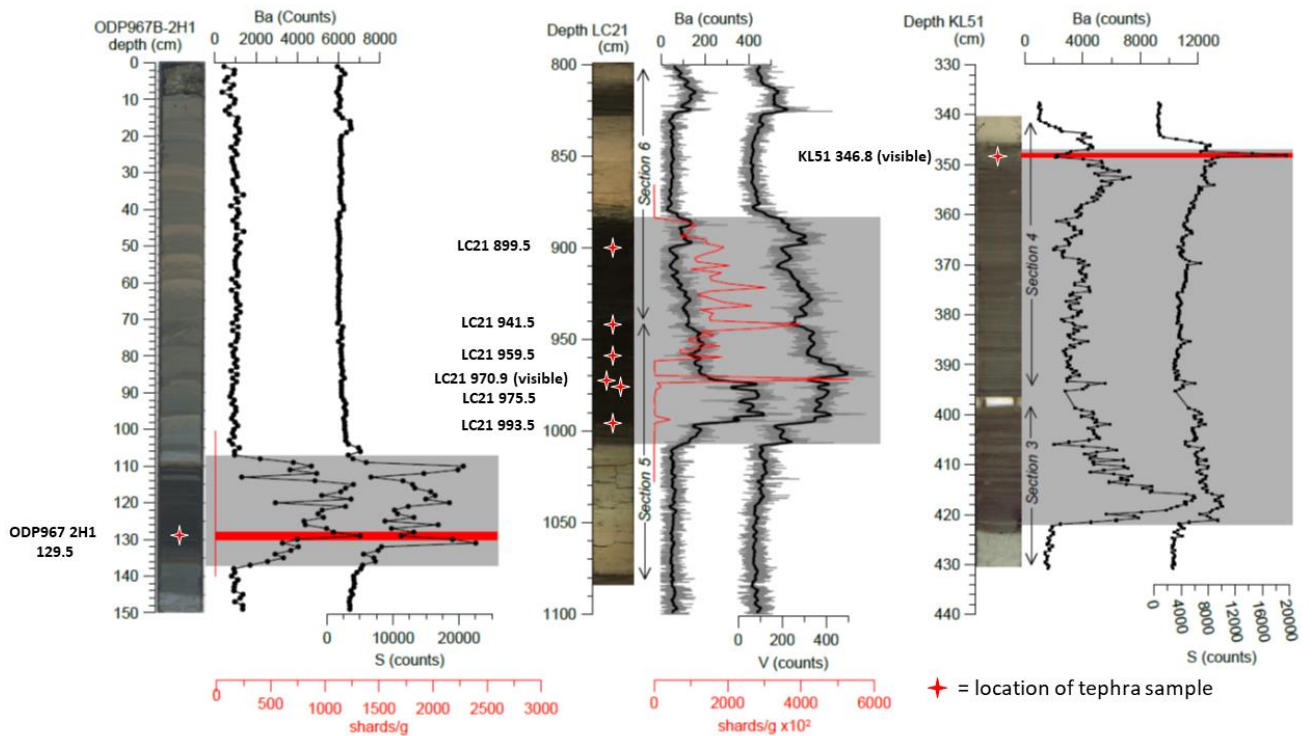 ODP967B-2H1
depth (cm)
Ba (Counts)
0 2000 4000 6000 8000
0
10
20
30
40
50
60
70
80
90
100
110
120
130
140
150
ODP967 2H1
129.5
0 10000 20000
S (counts)
0 500 1000 1500 2000 2500 3000
shards/g
Depth LC21
(cm)
Ba (counts)
0 200 400
800
850
900
950
1000
1050
1100
Section 6
Section 5
LC21 899.5
LC21 941.5
LC21 959.5
LC21 970.9 (visible)
LC21 975.5
LC21 993.5
0 200 400
V (counts)
0 2000 4000 6000
shards/g x10²
Depth KL51
(cm)
Ba (counts)
0 4000 12000
330
340
350
360
370
380
390
400
410
420
430
440
KL51 346.8 (visible)
Section 4
Section 3
0 4000 8000 12000 16000 20000
S (counts)
= location of tephra sample